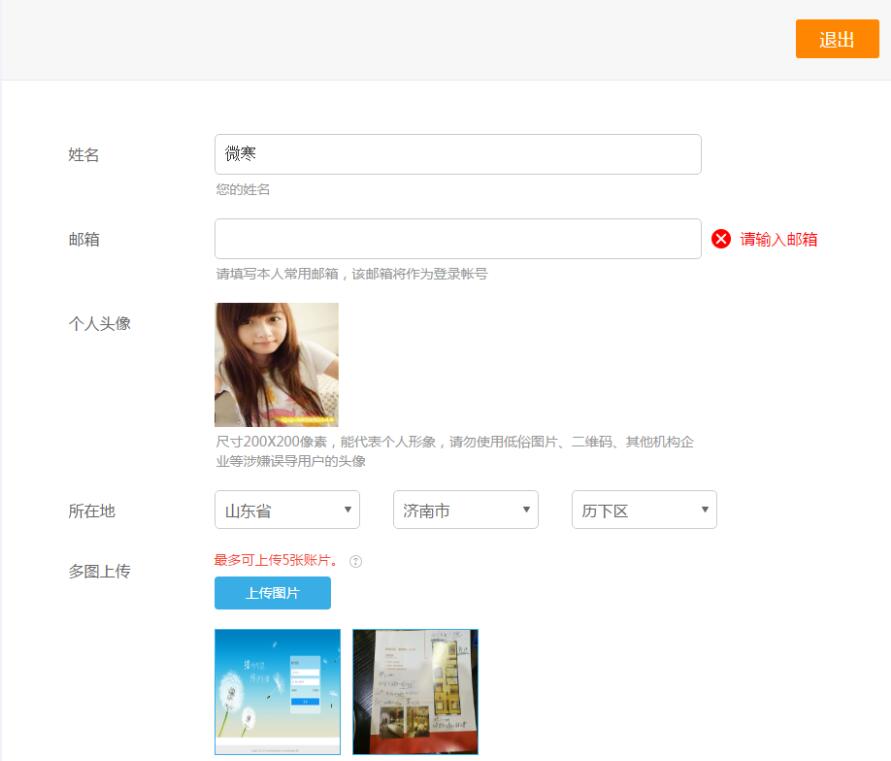 退出
姓名
微寒
您的姓名
邮箱
请输入邮箱
请填写本人常用邮箱，该邮箱将作为登录帐号
个人头像
尺寸200X200像素，能代表个人形象，请勿使用低俗图片、二维码、其他机构企
业等涉嫌误导用户的头像
所在地
山东省
济南市
历下区
多图上传
最多可上传5张账片。
上传图片